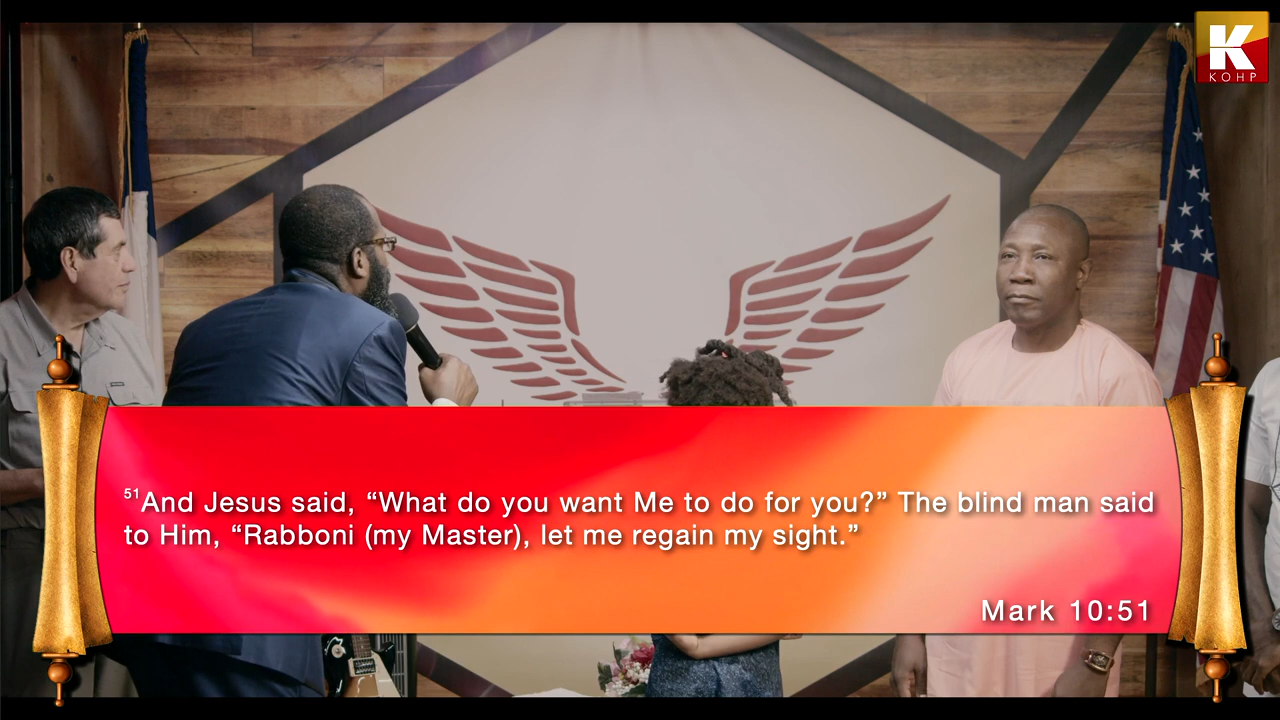 K
KOHP
⁵¹And Jesus said, “What do you want Me to do for you?” The blind man said
to Him, “Rabboni (my Master), let me regain my sight.”
Mark 10:51